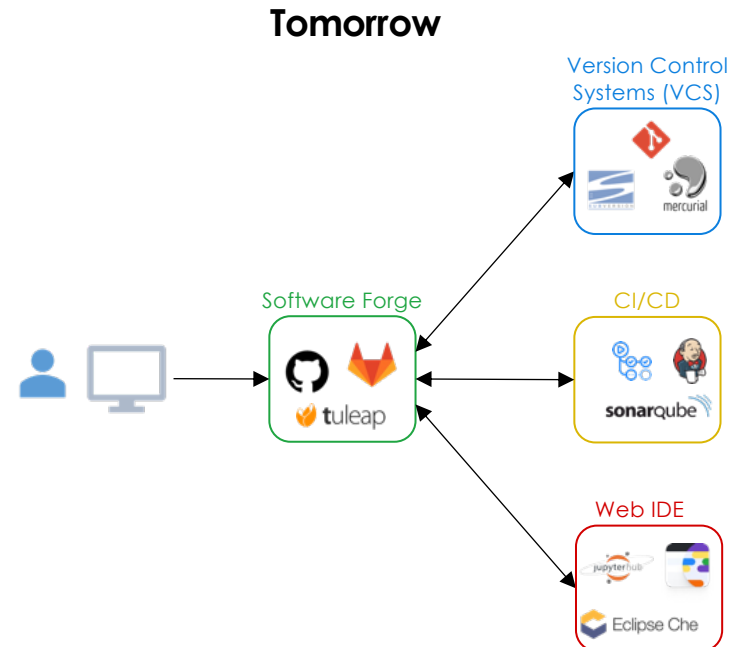 Tomorrow
Version Control
Systems (VCS)
mercurial
Software Forge
CI/CD
tuleap
sonarqube
Web IDE
jupyterhub
Eclipse Che